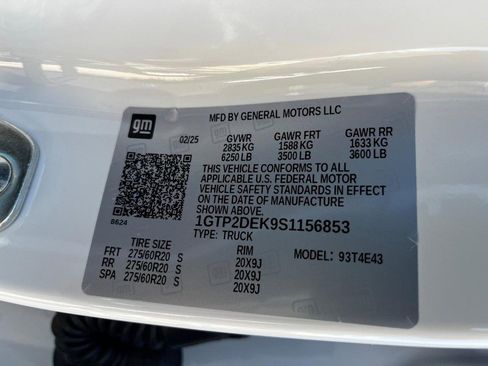 gm
MFD BY GENERAL MOTORS LLC
02/25 GVWR GAWR FRT GAWR RR
2835 KG 1588 KG 1633 KG
6250 LB 3500 LB 3600 LB
THIS VEHICLE CONFORMS TO ALL
APPLICABLE U.S. FEDERAL MOTOR
VEHICLE SAFETY STANDARDS IN EFFECT
ON THE DATE OF MANUFACTURE
SHOWN ABOVE.
8624 1GTP2DEK9S1156853
TYPE: TRUCK
TIRE SIZE RIM MODEL: 93T4E43
FRT 275/60R20 S 20X9J
RR 275/60R20 S 20X9J
SPA 275/60R20 S 20X9J